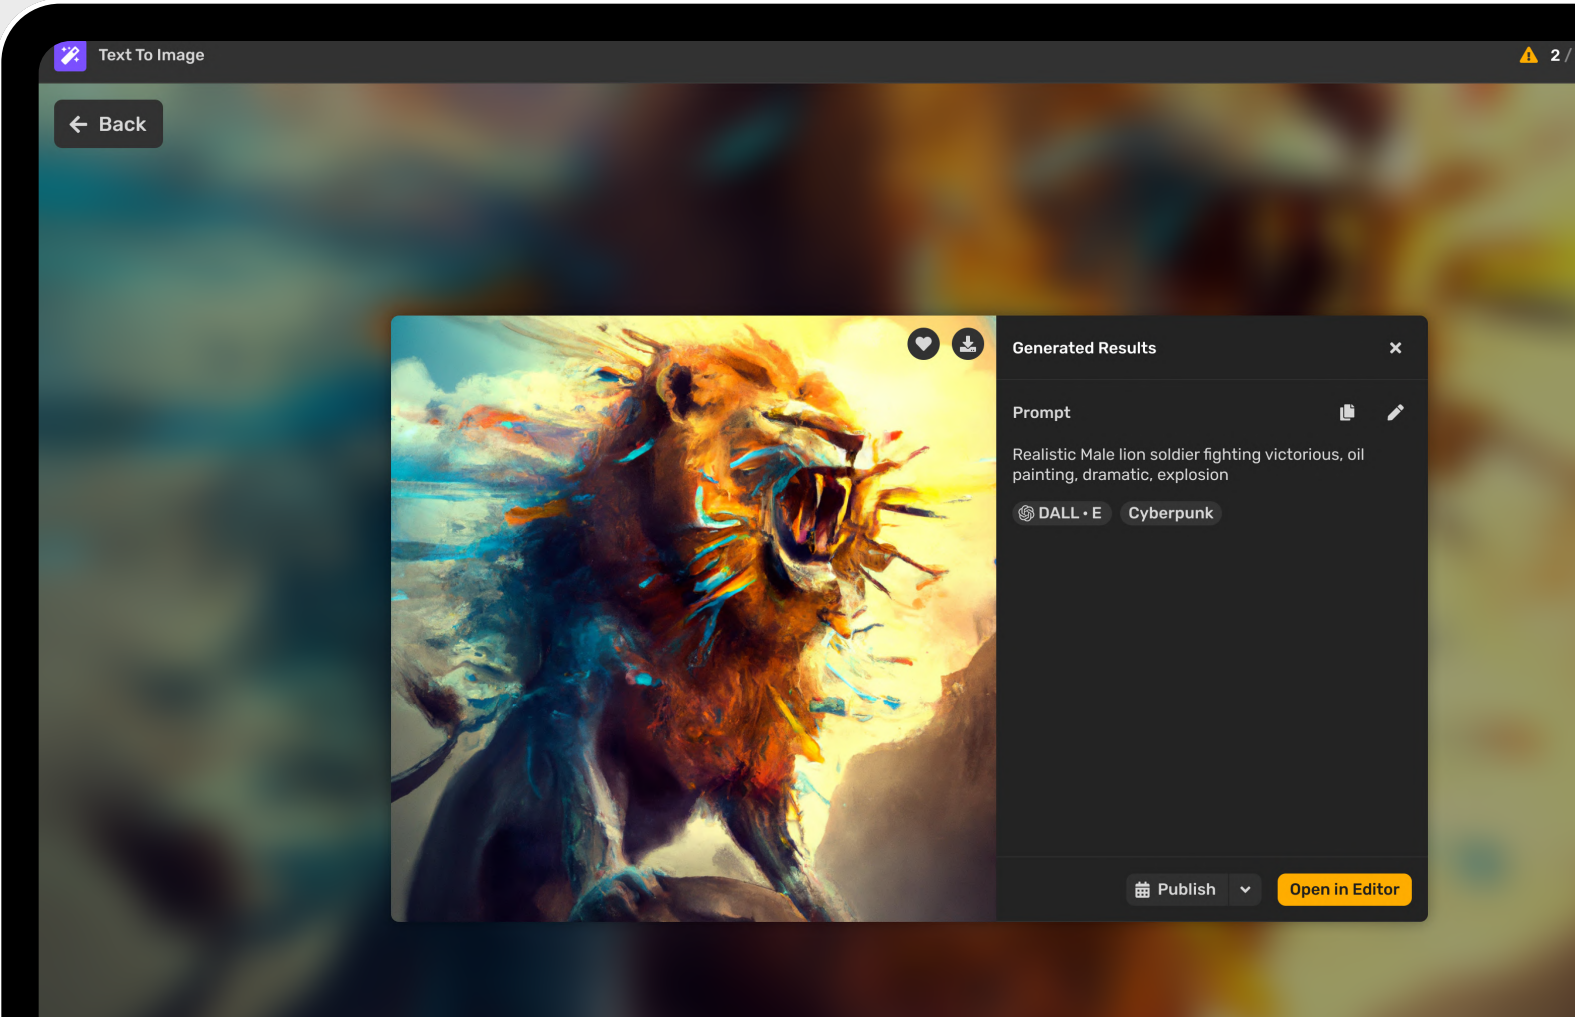 Text To Image
2 /
Back
Generated Results
Prompt
Realistic Male lion soldier fighting victorious, oil
painting, dramatic, explosion
DALL·E Cyberpunk
Publish
Open in Editor